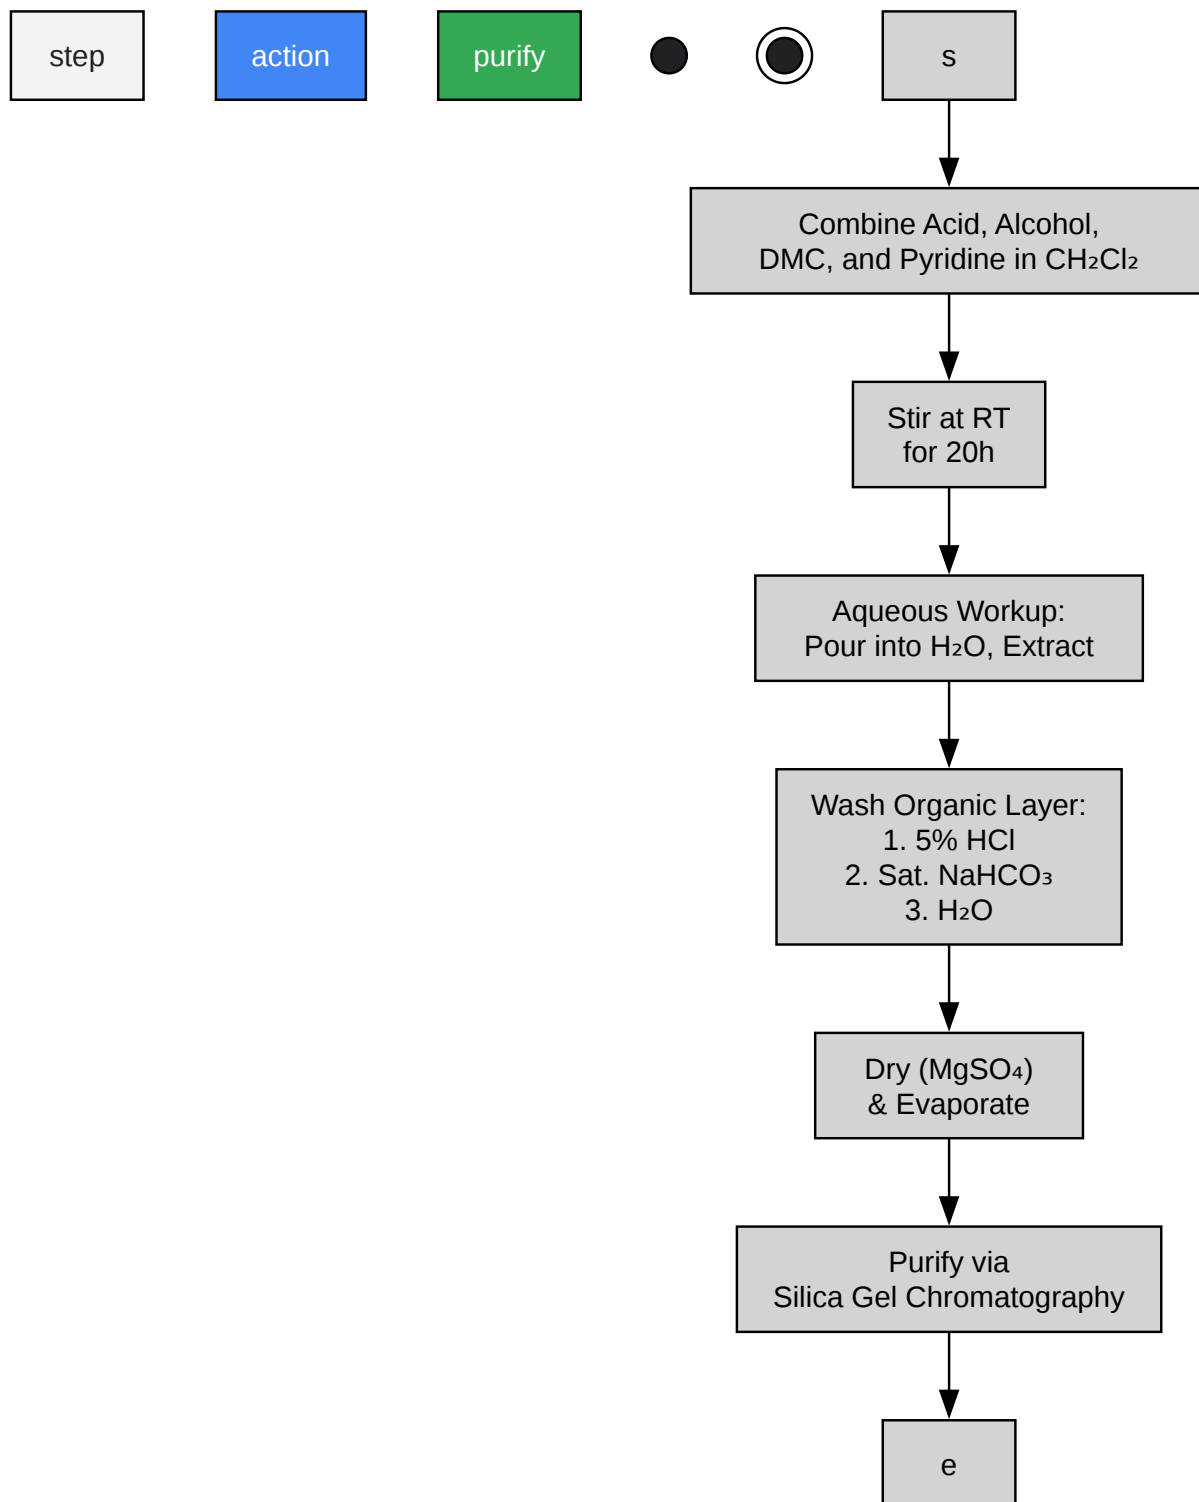 step
action
purify
s
Combine Acid, Alcohol,
DMC, and Pyridine in CH₂Cl₂
Stir at RT
for 20h
Aqueous Workup:
Pour into H₂O, Extract
Wash Organic Layer:
1. 5% HCl
2. Sat. NaHCO₃
3. H₂O
Dry (MgSO₄)
& Evaporate
Purify via
Silica Gel Chromatography
e